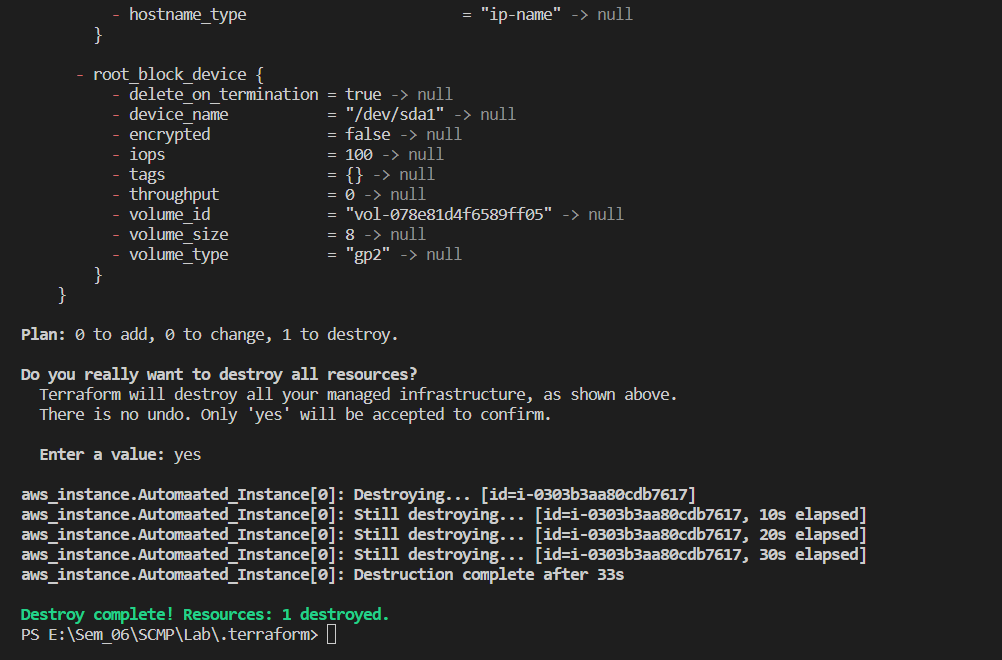 - hostname_type                        = "ip-name" -> null
}
- root_block_device {
- delete_on_termination = true -> null
- device_name           = "/dev/sda1" -> null
- encrypted             = false -> null
- iops                  = 100 -> null
- tags                  = {} -> null
- throughput            = 0 -> null
- volume_id             = "vol-078e81d4f6589ff05" -> null
- volume_size           = 8 -> null
- volume_type           = "gp2" -> null
}
}
Plan: 0 to add, 0 to change, 1 to destroy.
Do you really want to destroy all resources?
Terraform will destroy all your managed infrastructure, as shown above.
There is no undo. Only 'yes' will be accepted to confirm.
Enter a value: yes
aws_instance.Automaated_Instance[0]: Destroying... [id=i-0303b3aa80cdb7617]
aws_instance.Automaated_Instance[0]: Still destroying... [id=i-0303b3aa80cdb7617, 10s elapsed]
aws_instance.Automaated_Instance[0]: Still destroying... [id=i-0303b3aa80cdb7617, 20s elapsed]
aws_instance.Automaated_Instance[0]: Still destroying... [id=i-0303b3aa80cdb7617, 30s elapsed]
aws_instance.Automaated_Instance[0]: Destruction complete after 33s
Destroy complete! Resources: 1 destroyed.
PS E:\Sem_06\SCMP\Lab\.terraform>